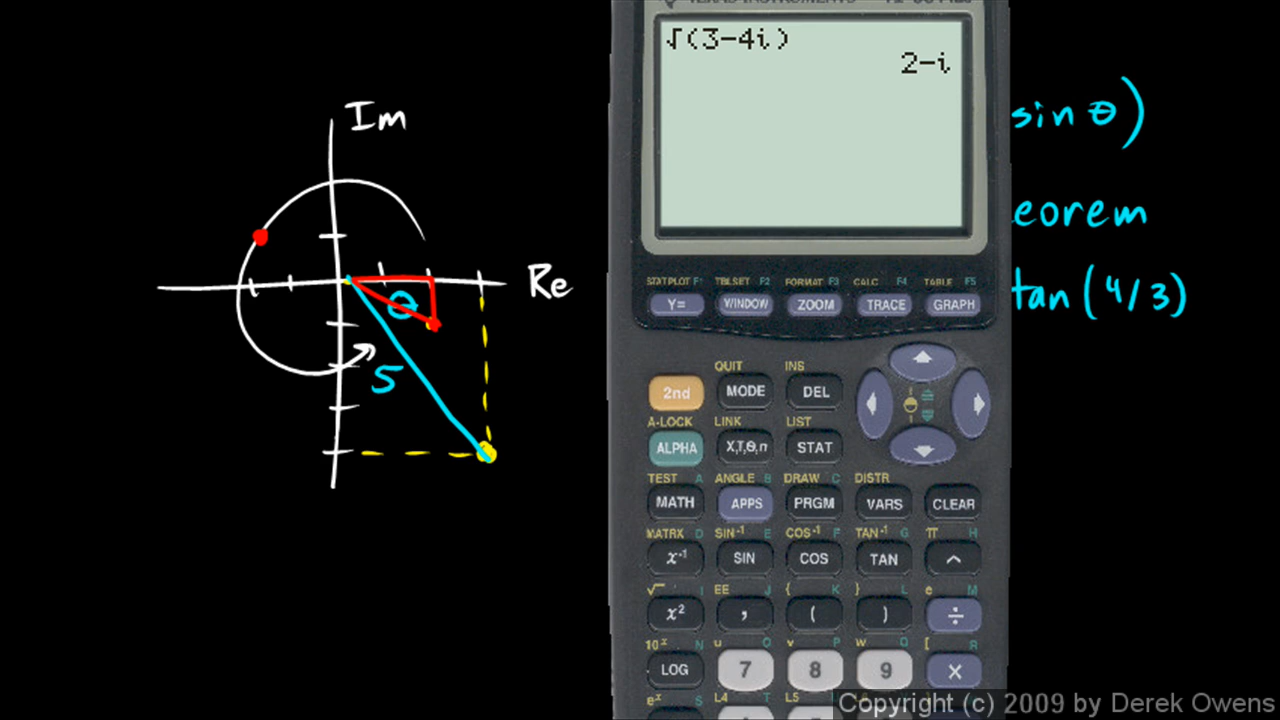 TEXAS INSTRUMENTS
√(3-4i)
2-i
Im
Re
θ
5
sin θ)
eorem
tan (4/3)
STAT PLOT F1 TBLSET F2 FORMAT F3 CALC F4 TABLE F5
Y= WINDOW ZOOM TRACE GRAPH
QUIT INS
2nd MODE DEL
A-LOCK LINK LIST
ALPHA X,T,θ,n STAT
TEST A ANGLE B DRAW C DISTR
MATH APPS PRGM VARS CLEAR
MATRX D SIN-1 E COS-1 F TAN-1 G π H
x-1 SIN COS TAN ^
√ I EE J { K } L e M
x² , ( ) ÷
10x N u O v P w Q [ R
LOG 7 8 9 ×
ex S L4 T L5
Copyright (c) 2009 by Derek Owens